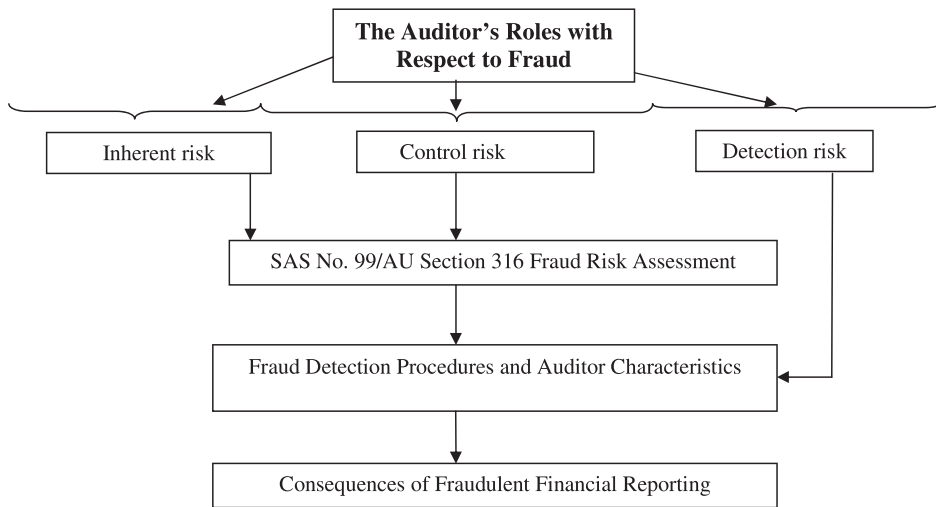 The Auditor’s Roles with
Respect to Fraud
Inherent risk
Control risk
Detection risk
SAS No. 99/AU Section 316 Fraud Risk Assessment
Fraud Detection Procedures and Auditor Characteristics
Consequences of Fraudulent Financial Reporting